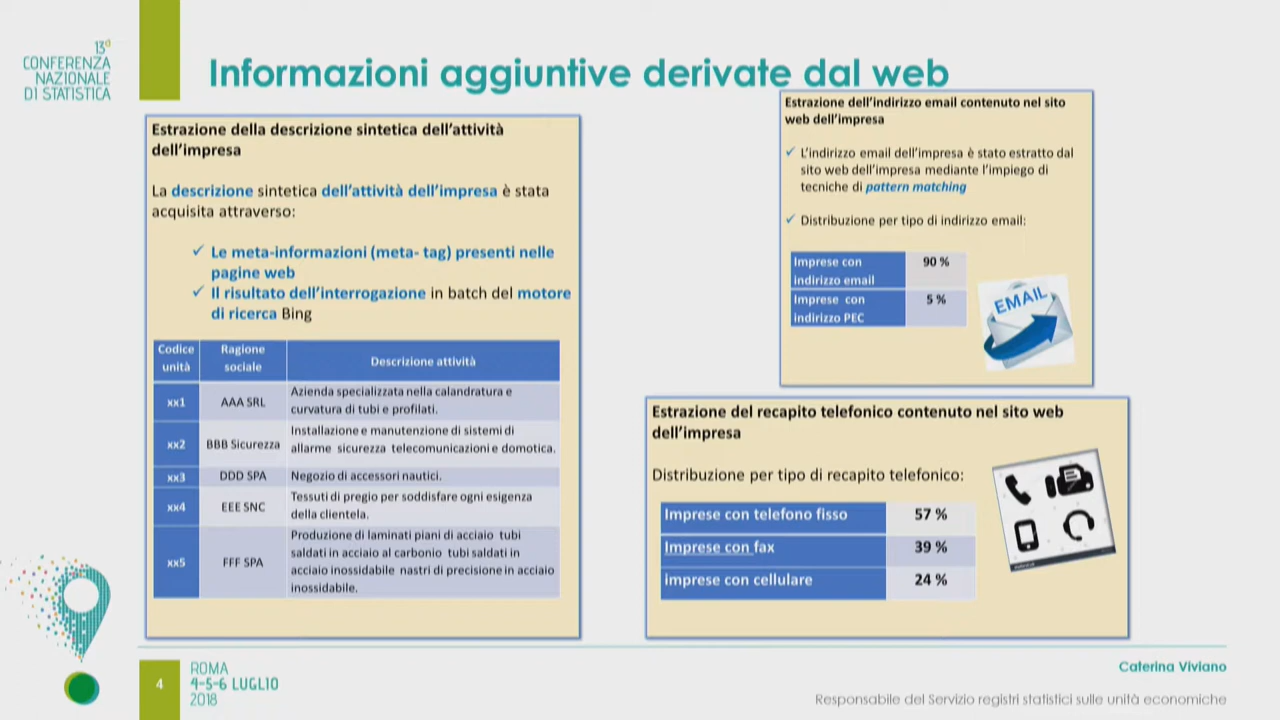 13a
CONFERENZA
NAZIONALE
DI STATISTICA
Informazioni aggiuntive derivate dal web
Estrazione della descrizione sintetica dell'attività
dell'impresa
La descrizione sintetica dell'attività dell'impresa è stata
acquisita attraverso:
✓ Le meta-informazioni (meta- tag) presenti nelle
pagine web
✓ Il risultato dell'interrogazione in batch del motore
di ricerca Bing
Codice
unità
Ragione
sociale
Descrizione attività
xx1
AAA SRL
Azienda specializzata nella calandratura e
curvatura di tubi e profilati.
xx2
BBB Sicurezza
Installazione e manutenzione di sistemi di
allarme sicurezza telecomunicazioni e domotica.
xx3
DDD SPA
Negozio di accessori nautici.
xx4
EEE SNC
Tessuti di pregio per soddisfare ogni esigenza
della clientela.
xx5
FFF SPA
Produzione di laminati piani di acciaio tubi
saldati in acciaio al carbonio tubi saldati in
acciaio inossidabile nastri di precisione in acciaio
inossidabile.
Estrazione dell'indirizzo email contenuto nel sito
web dell'impresa
✓ L'indirizzo email dell'impresa è stato estratto dal
sito web dell'impresa mediante l'impiego di
tecniche di pattern matching
✓ Distribuzione per tipo di indirizzo email:
Imprese con
indirizzo email
90 %
Imprese con
indirizzo PEC
5 %
EMAIL
Estrazione del recapito telefonico contenuto nel sito web
dell'impresa
Distribuzione per tipo di recapito telefonico:
Imprese con telefono fisso 57 %
Imprese con fax 39 %
imprese con cellulare 24 %
4
ROMA
4-5-6 LUGLIO
2018
Caterina Viviano
Responsabile del Servizio registri statistici sulle unità economiche